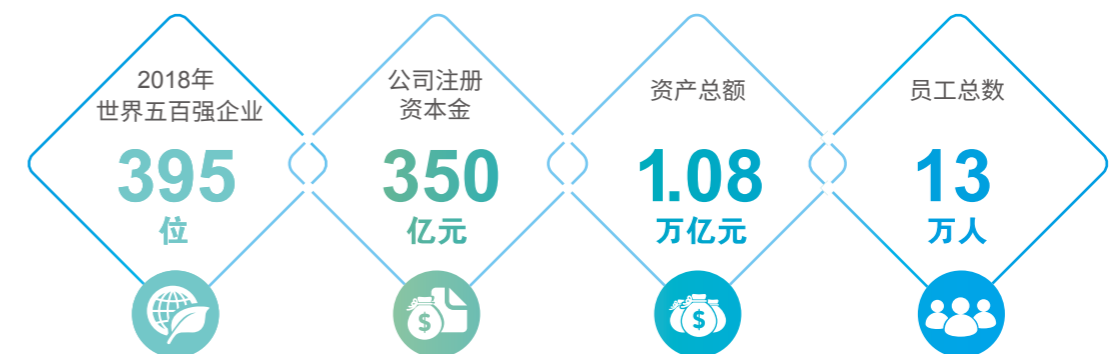 2018年
世界五百强企业
395
位
公司注册
资本金
350
亿元
资产总额
1.08
万亿元
员工总数
13
万人
$
$